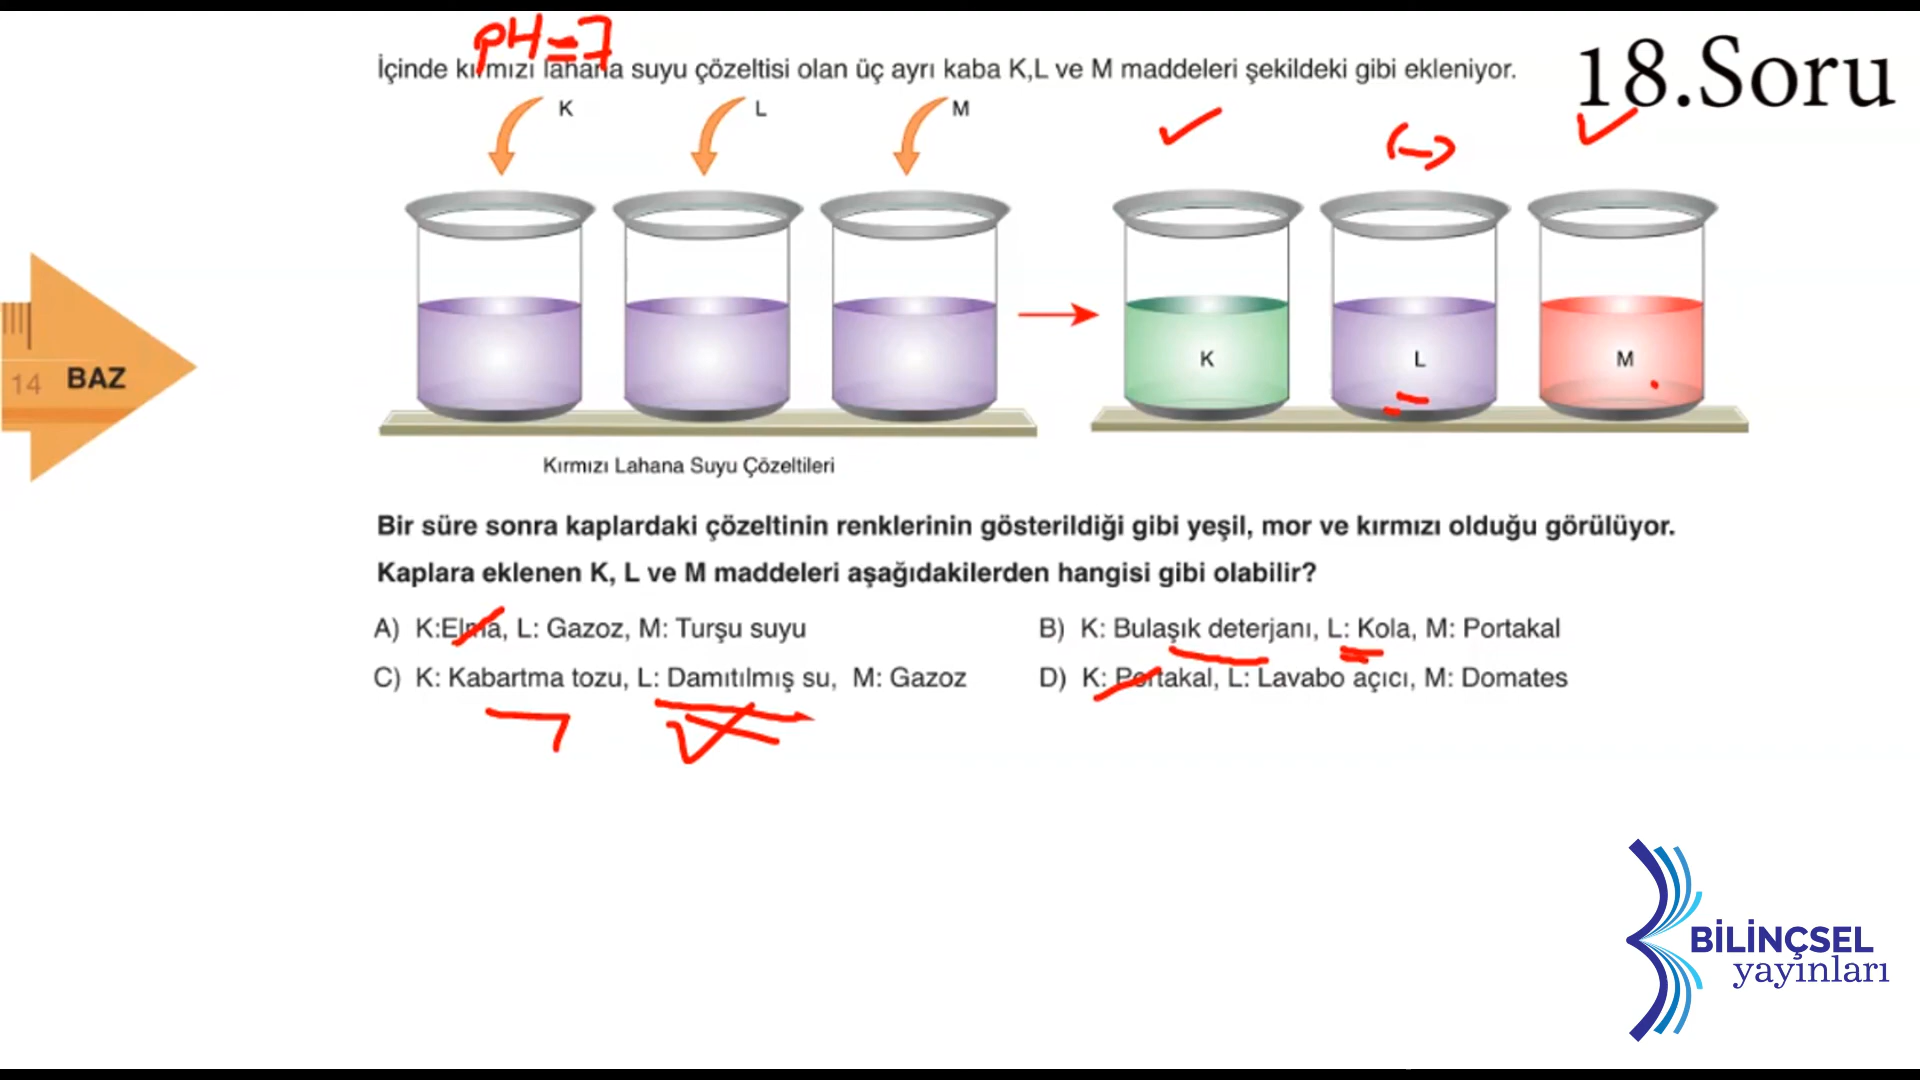 pH=7
18.Soru
İçinde kırmızı lahana suyu çözeltisi olan üç ayrı kaba K,L ve M maddeleri şekildeki gibi ekleniyor.
K L M
K L M
14 BAZ
Kırmızı Lahana Suyu Çözeltileri
Bir süre sonra kaplardaki çözeltinin renklerinin gösterildiği gibi yeşil, mor ve kırmızı olduğu görülüyor.
Kaplara eklenen K, L ve M maddeleri aşağıdakilerden hangisi gibi olabilir?
A) K:Elma, L: Gazoz, M: Turşu suyu
B) K: Bulaşık deterjanı, L: Kola, M: Portakal
C) K: Kabartma tozu, L: Damıtılmış su, M: Gazoz
D) K: Portakal, L: Lavabo açıcı, M: Domates
BİLİNÇSEL
yayınları